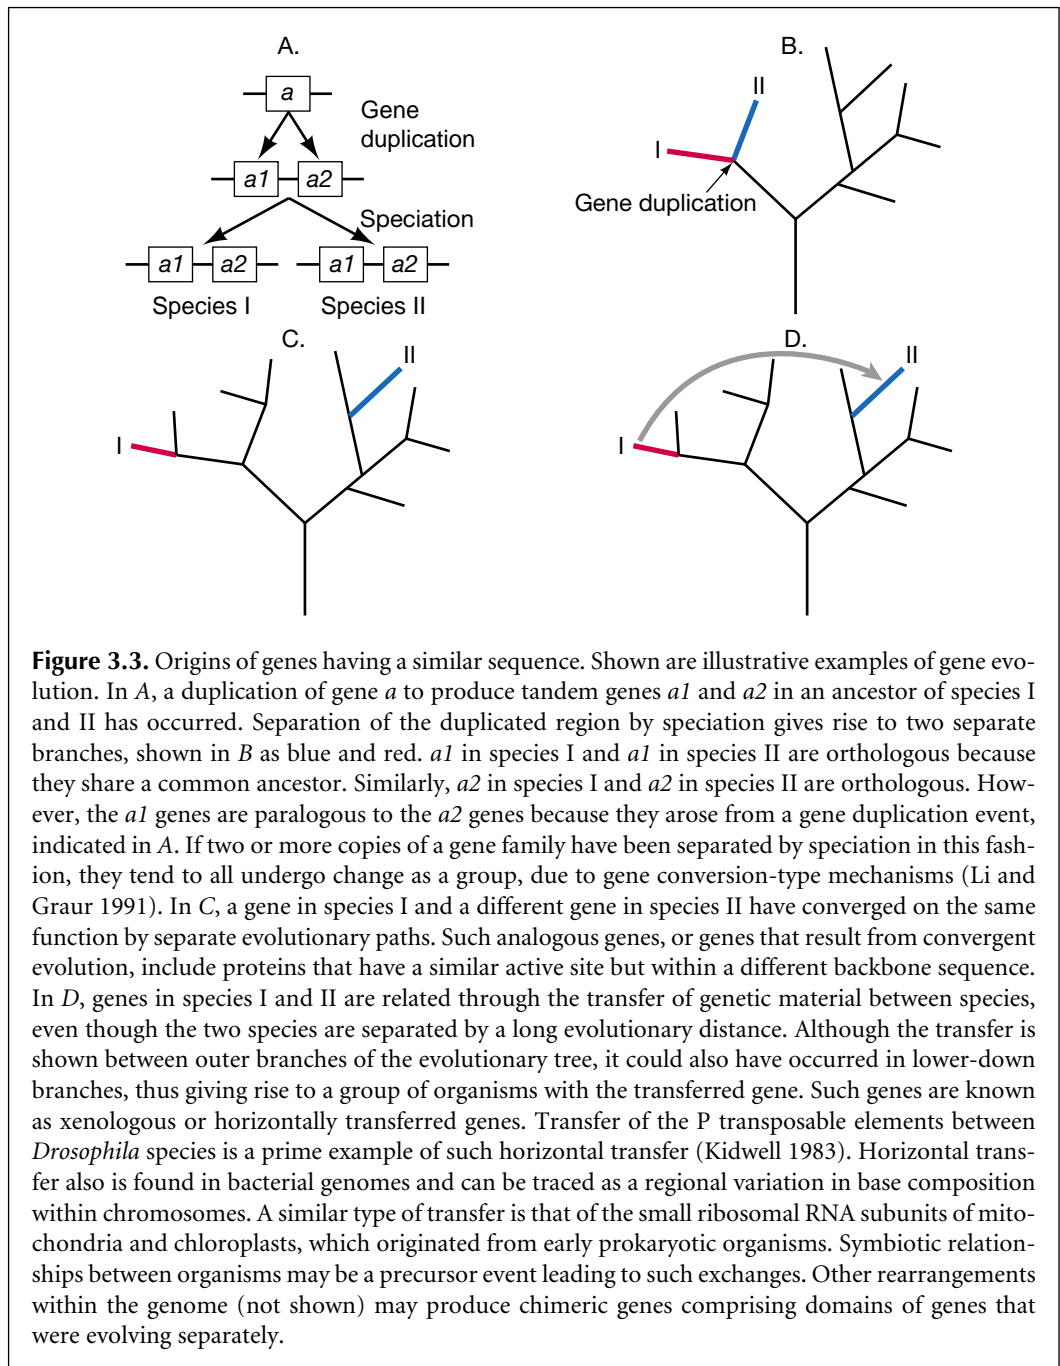 A.
a
Gene
duplication
a1 a2
Speciation
a1 a2 a1 a2
Species I Species II
B.
II
I
Gene duplication
C.
II
I
D.
II
I
Figure 3.3. Origins of genes having a similar sequence. Shown are illustrative examples of gene evo-
lution. In A, a duplication of gene a to produce tandem genes a1 and a2 in an ancestor of species I
and II has occurred. Separation of the duplicated region by speciation gives rise to two separate
branches, shown in B as blue and red. a1 in species I and a1 in species II are orthologous because
they share a common ancestor. Similarly, a2 in species I and a2 in species II are orthologous. How-
ever, the a1 genes are paralogous to the a2 genes because they arose from a gene duplication event,
indicated in A. If two or more copies of a gene family have been separated by speciation in this fash-
ion, they tend to all undergo change as a group, due to gene conversion-type mechanisms (Li and
Graur 1991). In C, a gene in species I and a different gene in species II have converged on the same
function by separate evolutionary paths. Such analogous genes, or genes that result from convergent
evolution, include proteins that have a similar active site but within a different backbone sequence.
In D, genes in species I and II are related through the transfer of genetic material between species,
even though the two species are separated by a long evolutionary distance. Although the transfer is
shown between outer branches of the evolutionary tree, it could also have occurred in lower-down
branches, thus giving rise to a group of organisms with the transferred gene. Such genes are known
as xenologous or horizontally transferred genes. Transfer of the P transposable elements between
Drosophila species is a prime example of such horizontal transfer (Kidwell 1983). Horizontal trans-
fer also is found in bacterial genomes and can be traced as a regional variation in base composition
within chromosomes. A similar type of transfer is that of the small ribosomal RNA subunits of mito-
chondria and chloroplasts, which originated from early prokaryotic organisms. Symbiotic relation-
ships between organisms may be a precursor event leading to such exchanges. Other rearrangements
within the genome (not shown) may produce chimeric genes comprising domains of genes that
were evolving separately.